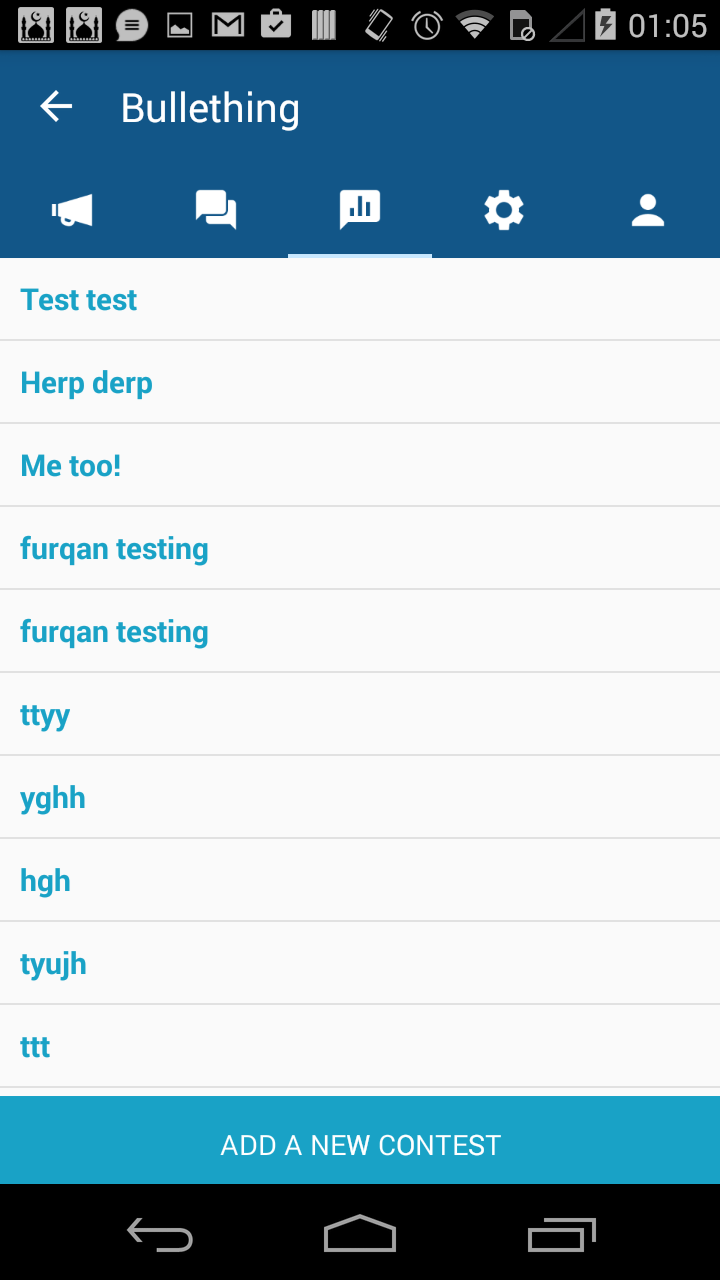 01:05
Bullething
Test test
Herp derp
Me too!
furqan testing
furqan testing
ttyy
yghh
hgh
tyujh
ttt
ADD A NEW CONTEST